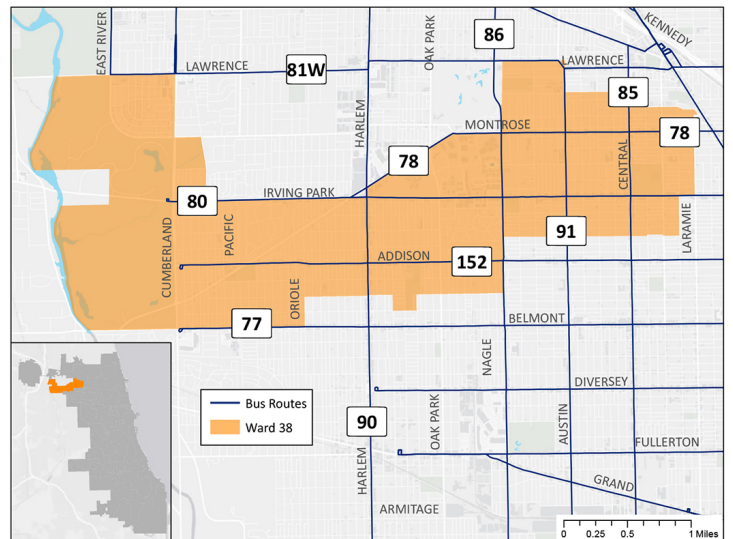 KENNEDY
EAST RIVER
OAK PARK
86
LAWRENCE
81W
LAWRENCE
85
HARLEM
MONTROSE
78
78
CENTRAL
80
IRVING PARK
PACIFIC
CUMBERLAND
91
LARAMIE
ADDISON
152
ORIOLE
77
BELMONT
NAGLE
DIVERSEY
Bus Routes
Ward 38
90
OAK PARK
AUSTIN
FULLERTON
HARLEM
GRAND
ARMITAGE
0 0.25 0.5 1 Miles